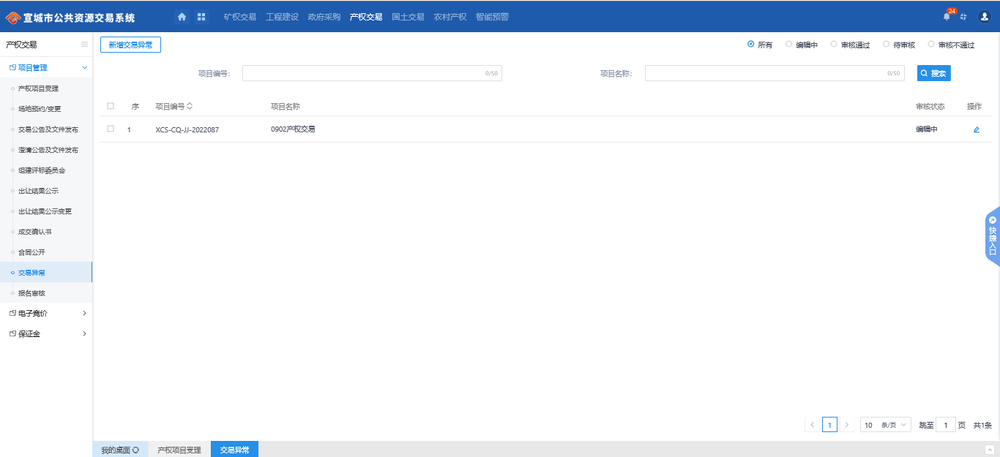 宣城市公共资源交易系统
矿权交易 工程建设 政府采购 产权交易 国土交易 农村产权 智能预警
24
产权交易
项目管理
产权项目受理
场地预约/变更
交易公告及文件发布
澄清公告及文件发布
组建评标委员会
出让结果公示
出让结果公示变更
成交确认书
合同公开
交易异常
报名审核
电子竞价
保证金
新增交易异常
所有 编辑中 审核通过 待审核 审核不通过
项目编号: 0/50 项目名称: 0/50 搜索
序 项目编号 项目名称 审核状态 操作
1 XCS-CQ-JJ-2022087 0902产权交易 编辑中
快捷入口
1 10 条/页 跳至 1 页 共1条
我的桌面 产权项目受理 交易异常